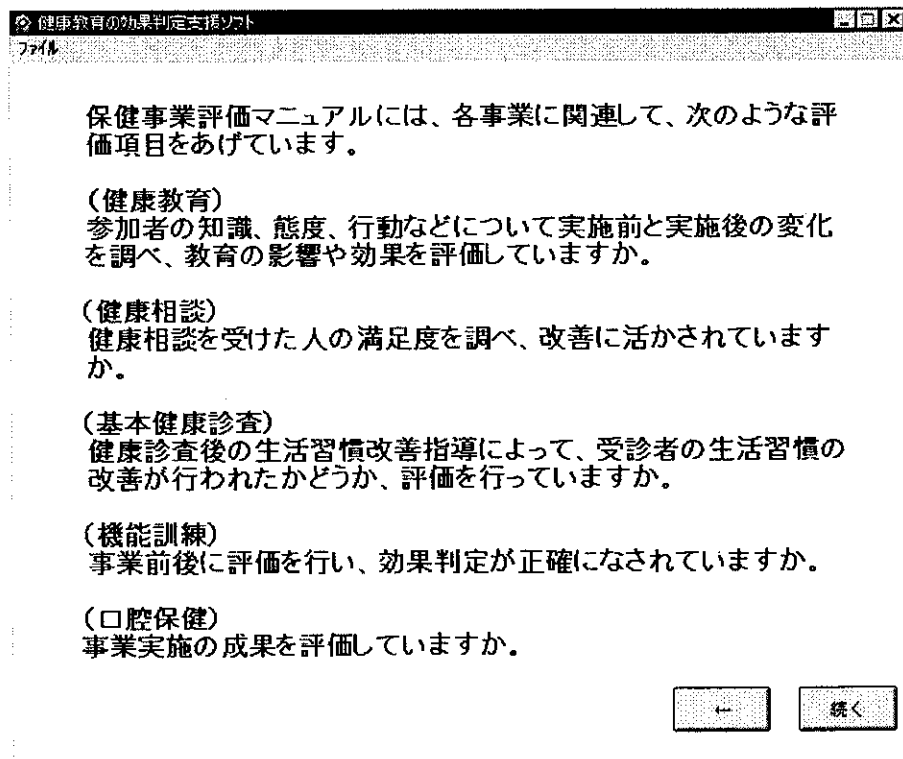 健康教育の効果判定支援ソフト
ファイル
保健事業評価マニュアルには、各事業に関連して、次のような評
価項目をあげています。
(健康教育)
参加者の知識、態度、行動などについて実施前と実施後の変化
を調べ、教育の影響や効果を評価していますか。
(健康相談)
健康相談を受けた人の満足度を調べ、改善に活かされています
か。
(基本健康診査)
健康診査後の生活習慣改善指導によって、受診者の生活習慣の
改善が行われたかどうか、評価を行っていますか。
(機能訓練)
事業前後に評価を行い、効果判定が正確になされていますか。
(口腔保健)
事業実施の成果を評価していますか。
← 続く